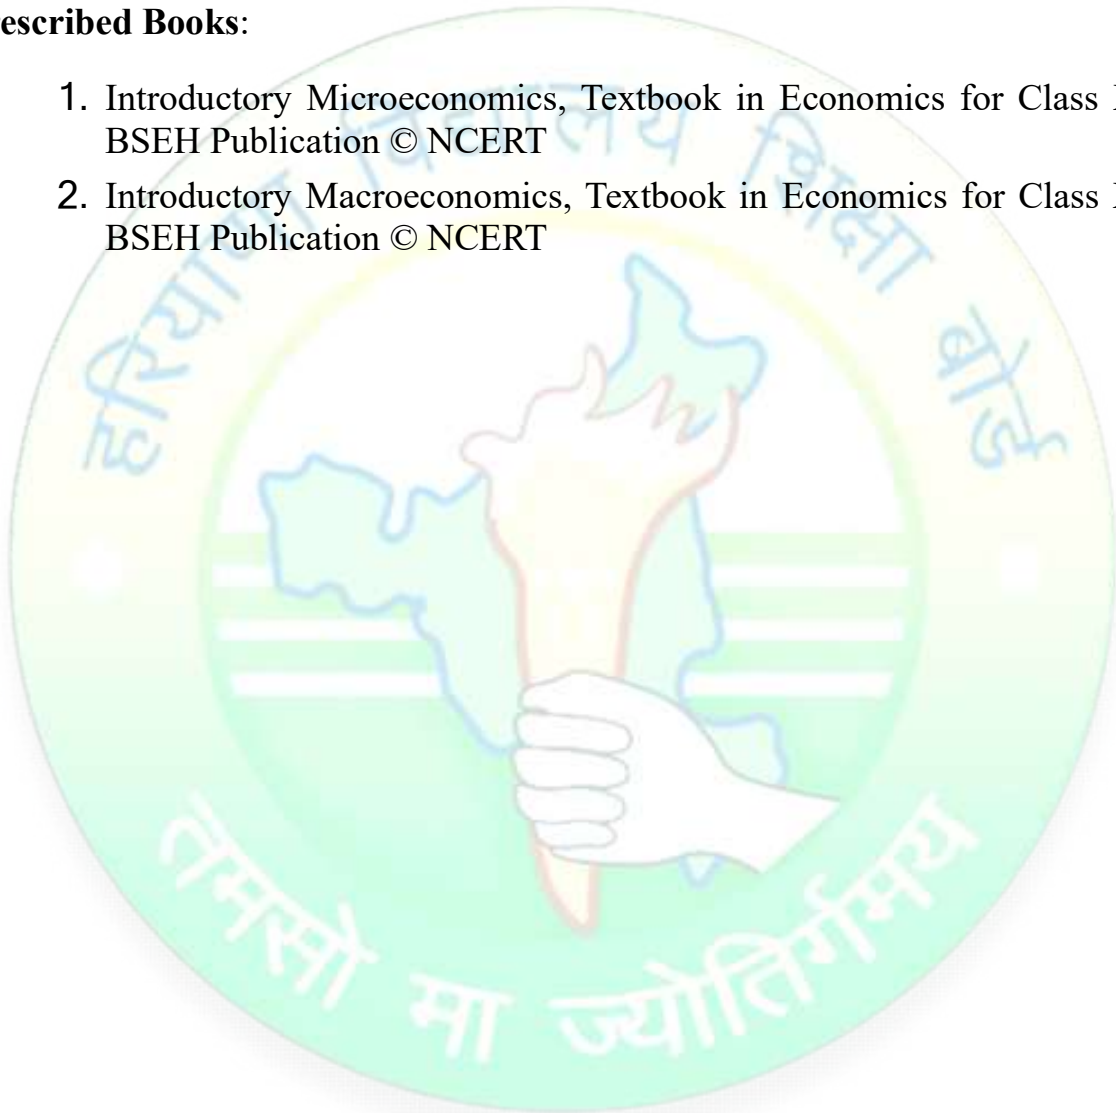 escribed Books:
1. Introductory Microeconomics, Textbook in Economics for Class
BSEH Publication © NCERT
2. Introductory Macroeconomics, Textbook in Economics for Class
BSEH Publication © NCERT
हरियाणा विद्यालय शिक्षा बोर्ड
तमसो मा ज्योतिर्गमय